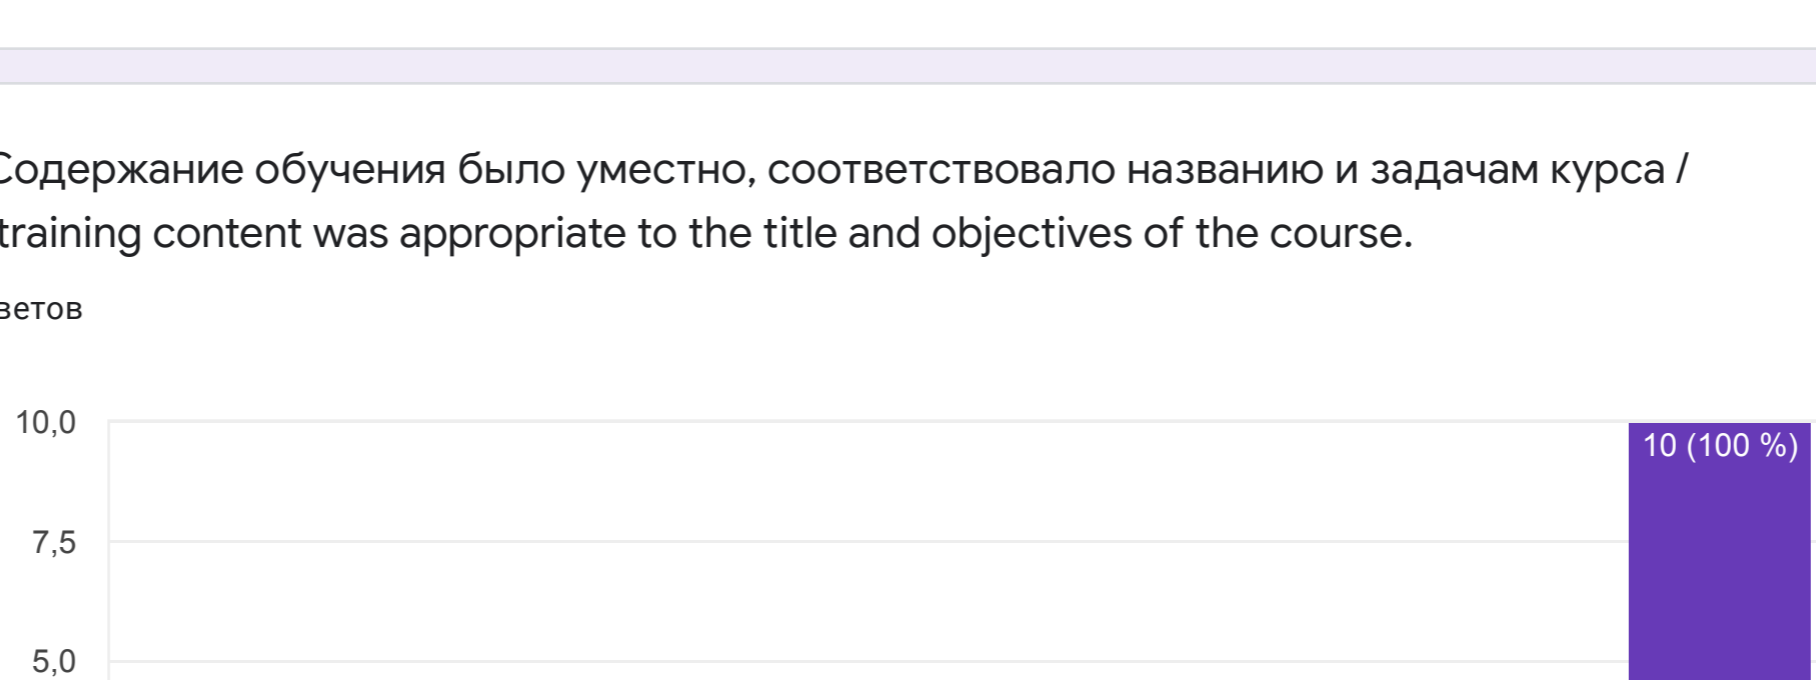 Содержание обучения было уместно, соответствовало названию и задачам курса /
training content was appropriate to the title and objectives of the course.
ветов
10,0
10 (100 %)
7,5
5,0